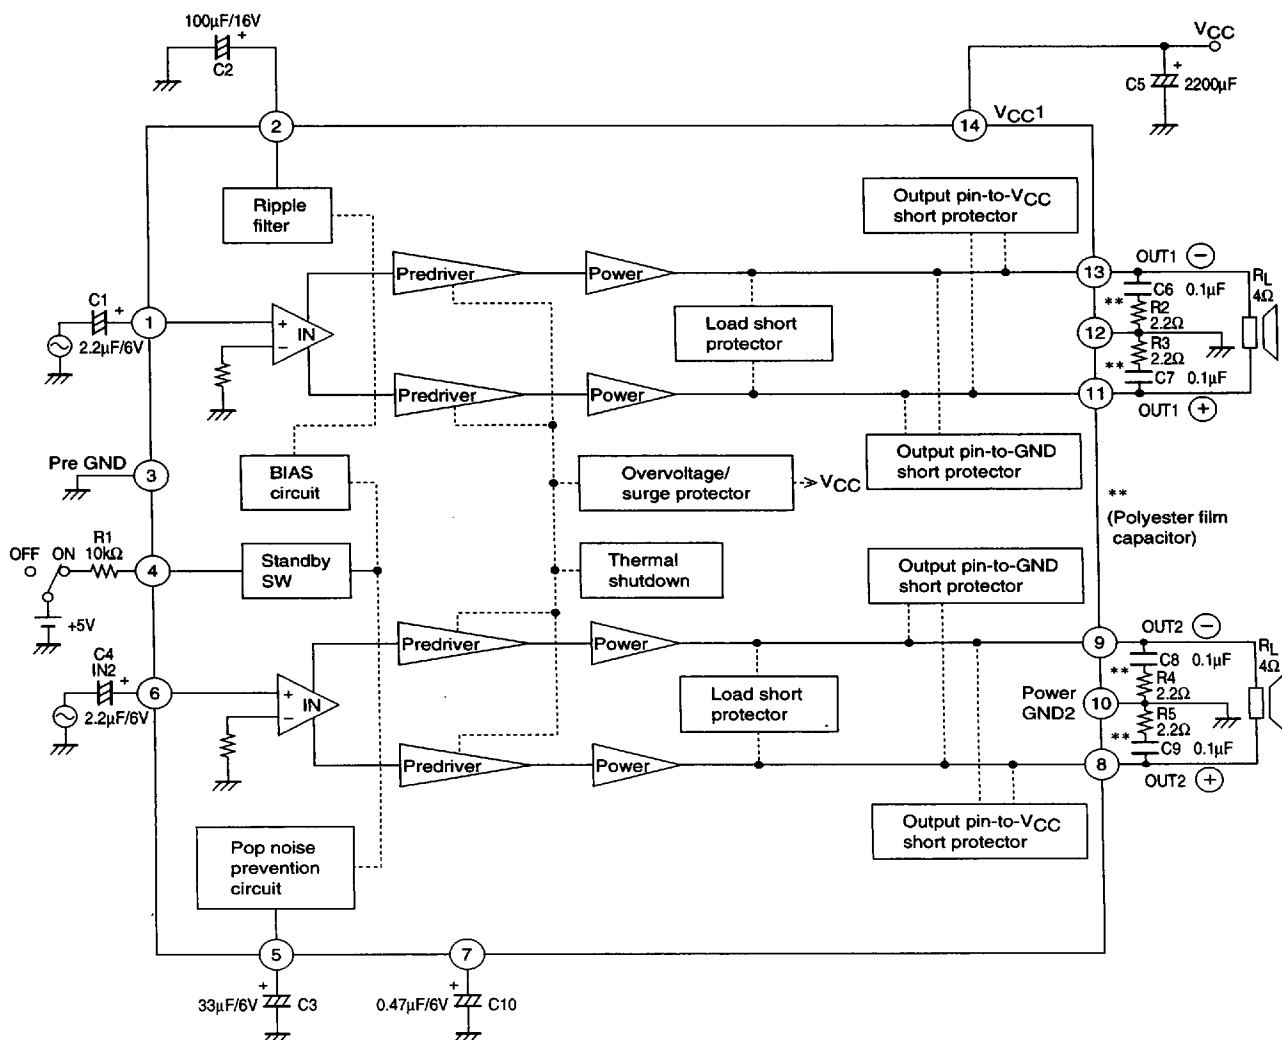 100µF/16V
+
C2
VCC
+
C5 2200µF
2
14
VCC1
Ripple
filter
Output pin-to-VCC
short protector
Predriver
Power
13
OUT1 −
C6 0.1µF
RL
4Ω
**
R2
2.2Ω
C1
+
2.2µF/6V
1
+
−
IN
Load short
protector
12
R3
2.2Ω
**
C7 0.1µF
Predriver
Power
11
OUT1 +
Pre GND
3
BIAS
circuit
Overvoltage/
surge protector
VCC
Output pin-to-GND
short protector
**
(Polyester film
capacitor)
OFF
ON
R1
10kΩ
4
+5V
Standby
SW
Thermal
shutdown
Output pin-to-GND
short protector
Predriver
Power
9
OUT2 −
C8 0.1µF
RL
4Ω
**
R4
2.2Ω
C4
IN2
+
2.2µF/6V
6
+
−
IN
Load short
protector
Power
GND2
10
R5
2.2Ω
**
C9 0.1µF
Predriver
Power
8
OUT2 +
Output pin-to-VCC
short protector
Pop noise
prevention
circuit
5
7
+
33µF/6V C3
+
0.47µF/6V C10